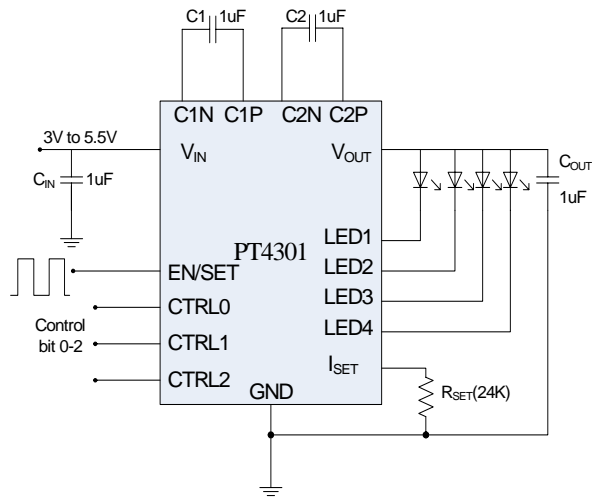 C1 1uF C2 1uF
C1N C1P C2N C2P
3V to 5.5V
VIN VOUT
CIN 1uF
COUT
1uF
LED1
PT4301
EN/SET LED2
CTRL0 LED3
Control
bit 0-2
CTRL1 LED4
CTRL2 ISET
GND RSET(24K)